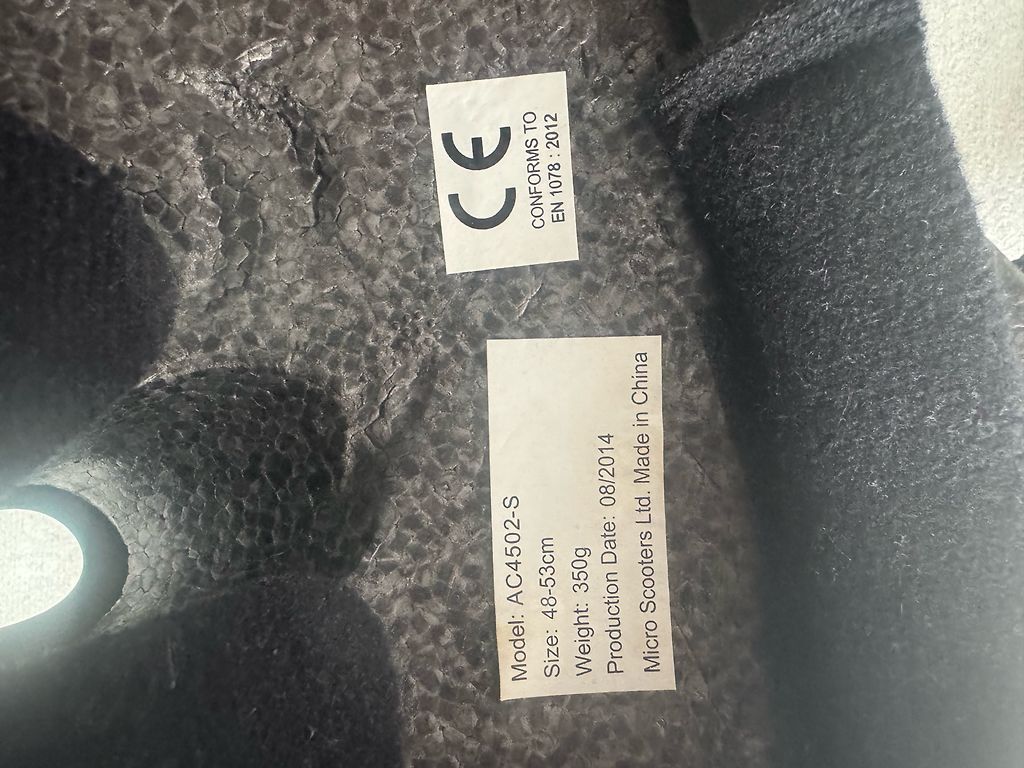 CE
CONFORMS TO
EN 1078 : 2012
Model: AC4502-S
Size: 48-53cm
Weight: 350g
Production Date: 08/2014
Micro Scooters Ltd. Made in China